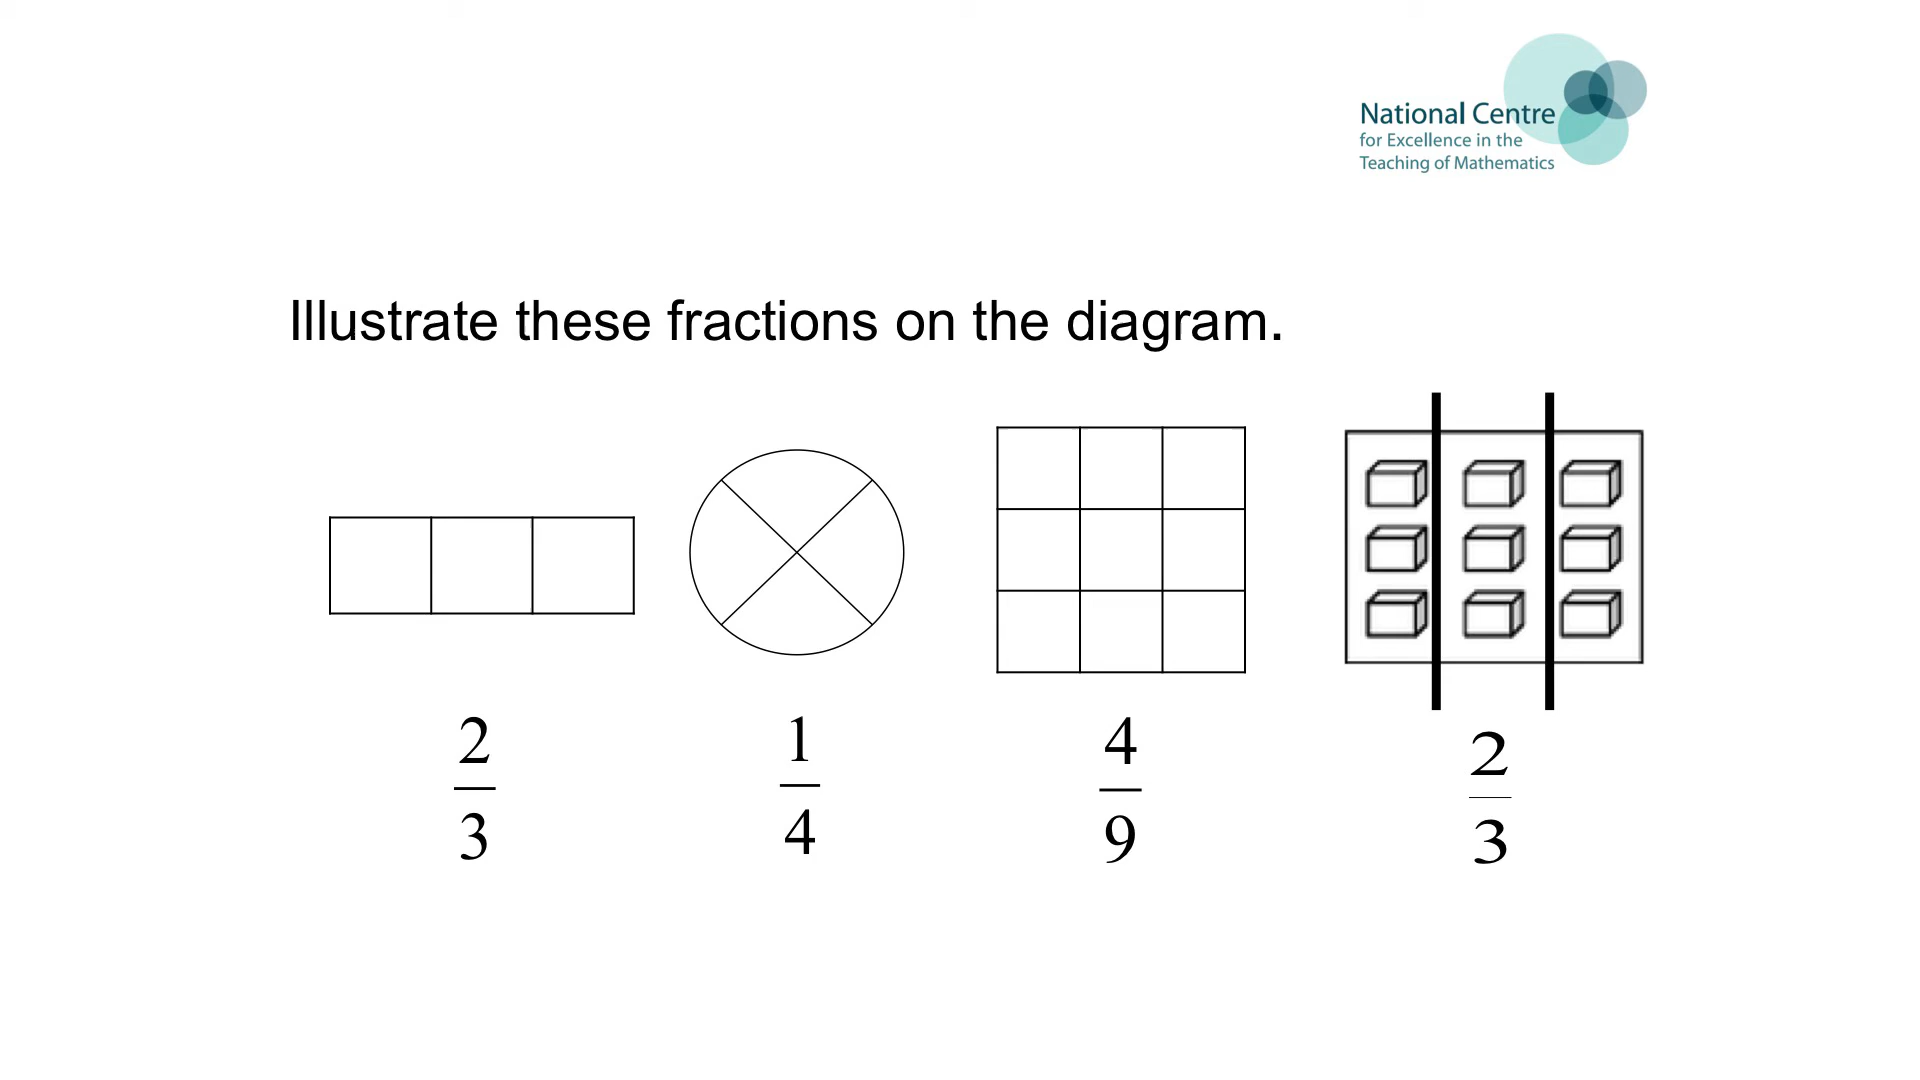 National Centre
for Excellence in the
Teaching of Mathematics
Illustrate these fractions on the diagram.
2/3
1/4
4/9
2/3